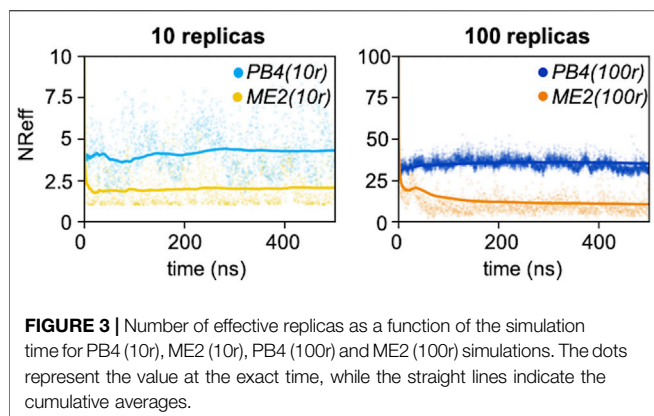 10 replicas
100 replicas
10
7.5
5
2.5
0
NReff
PB4(10r)
ME2(10r)
0
200
400
time (ns)
100
75
50
25
0
PB4(100r)
ME2(100r)
0
200
400
time (ns)
FIGURE 3 | Number of effective replicas as a function of the simulation
time for PB4 (10r), ME2 (10r), PB4 (100r) and ME2 (100r) simulations. The dots
represent the value at the exact time, while the straight lines indicate the
cumulative averages.